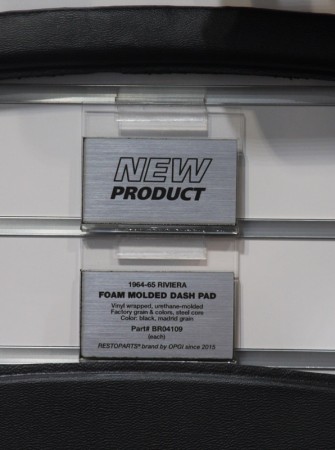 NEW
PRODUCT
1964-65 RIVIERA
FOAM MOLDED DASH PAD
Vinyl wrapped, urethane-molded
Factory grain & colors, steel core
Color: black, madrid grain
Part# BR04109
(each)
RESTOPARTS® brand by OPGI since 2015